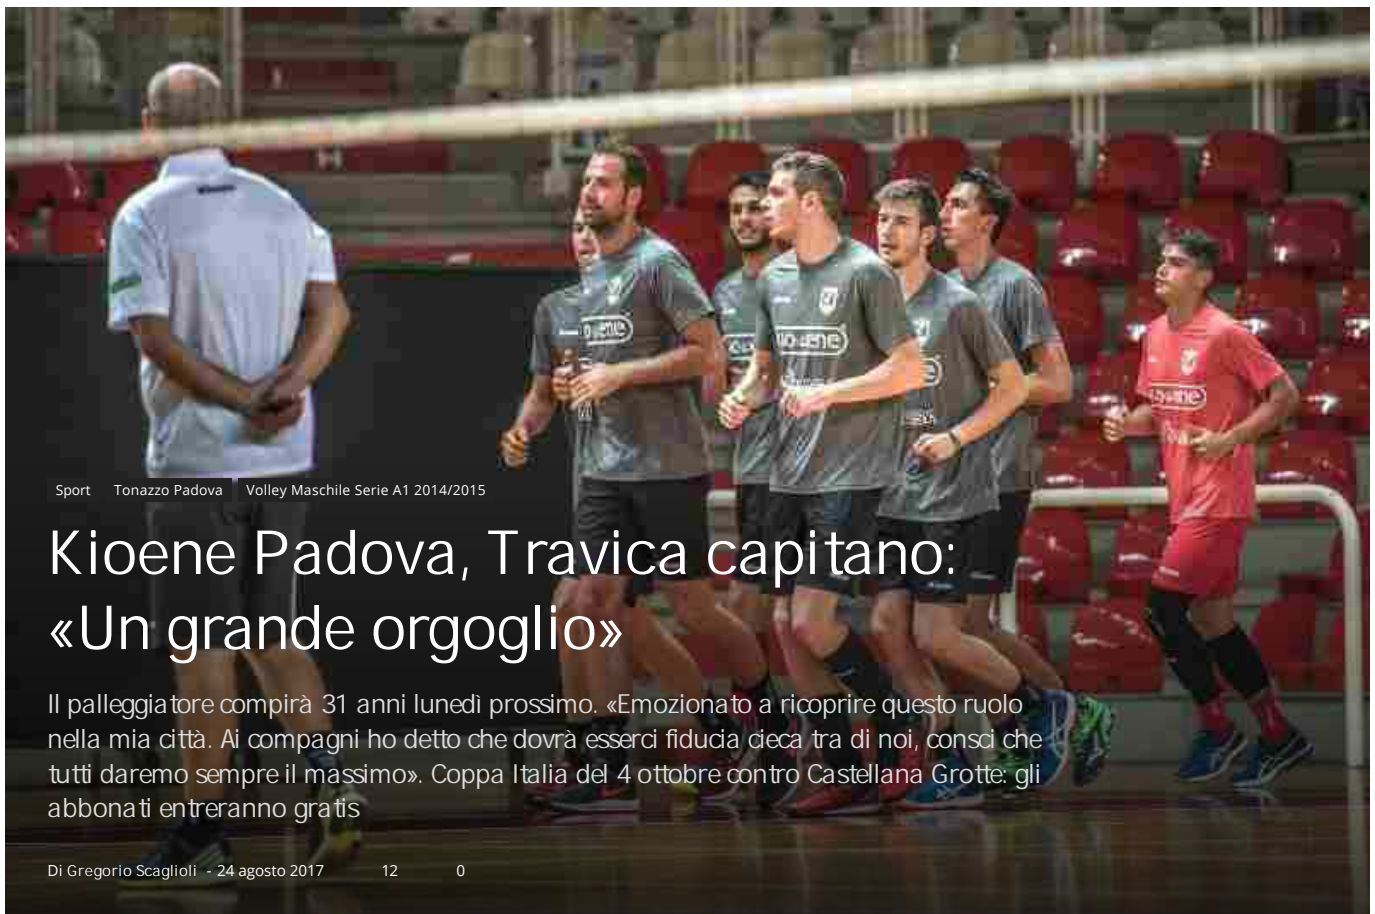 Sport Tonazzo Padova Volley Maschile Serie A1 2014/2015
Kioene Padova, Travica capitano:
«Un grande orgoglio»
Il palleggiatore compirà 31 anni lunedì prossimo. «Emozionato a ricoprire questo ruolo
nella mia città. Ai compagni ho detto che dovrà esserci fiducia cieca tra di noi, consci che
tutti daremo sempre il massimo». Coppa Italia del 4 ottobre contro Castellana Grotte: gli
abbonati entreranno gratis
Di Gregorio Scaglioli - 24 agosto 2017 12 0